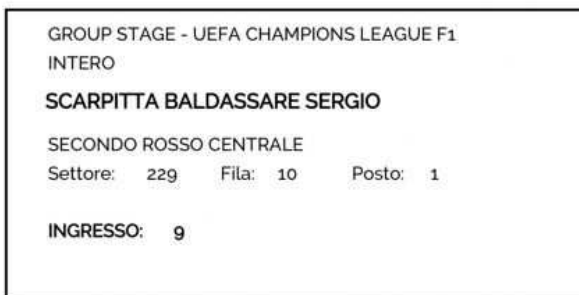 GROUP STAGE - UEFA CHAMPIONS LEAGUE F1
INTERO
SCARPITTA BALDASSARE SERGIO
SECONDO ROSSO CENTRALE
Settore: 229 Fila: 10 Posto: 1
INGRESSO: 9